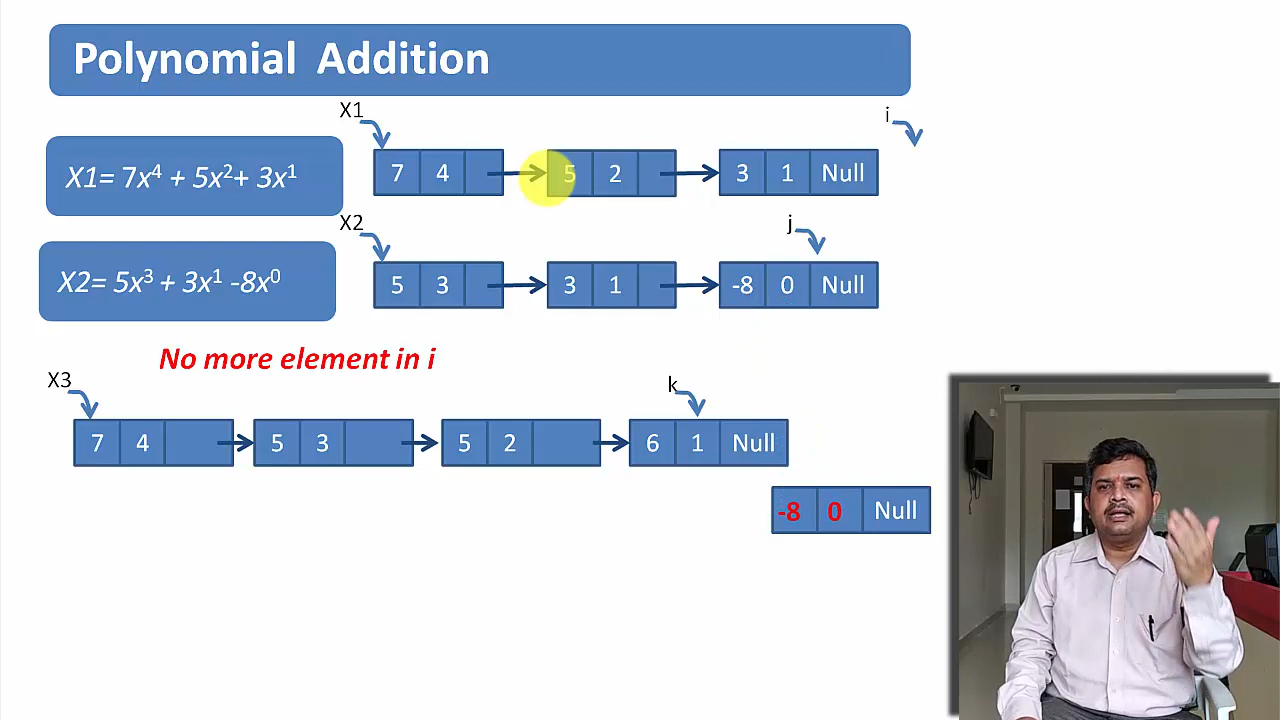 Polynomial Addition
X1
i
X1= 7x⁴ + 5x²+ 3x¹
7 4 5 2 3 1 Null
X2
j
X2= 5x³ + 3x¹ -8x⁰
5 3 3 1 -8 0 Null
No more element in i
X3
k
7 4 5 3 5 2 6 1 Null
-8 0 Null